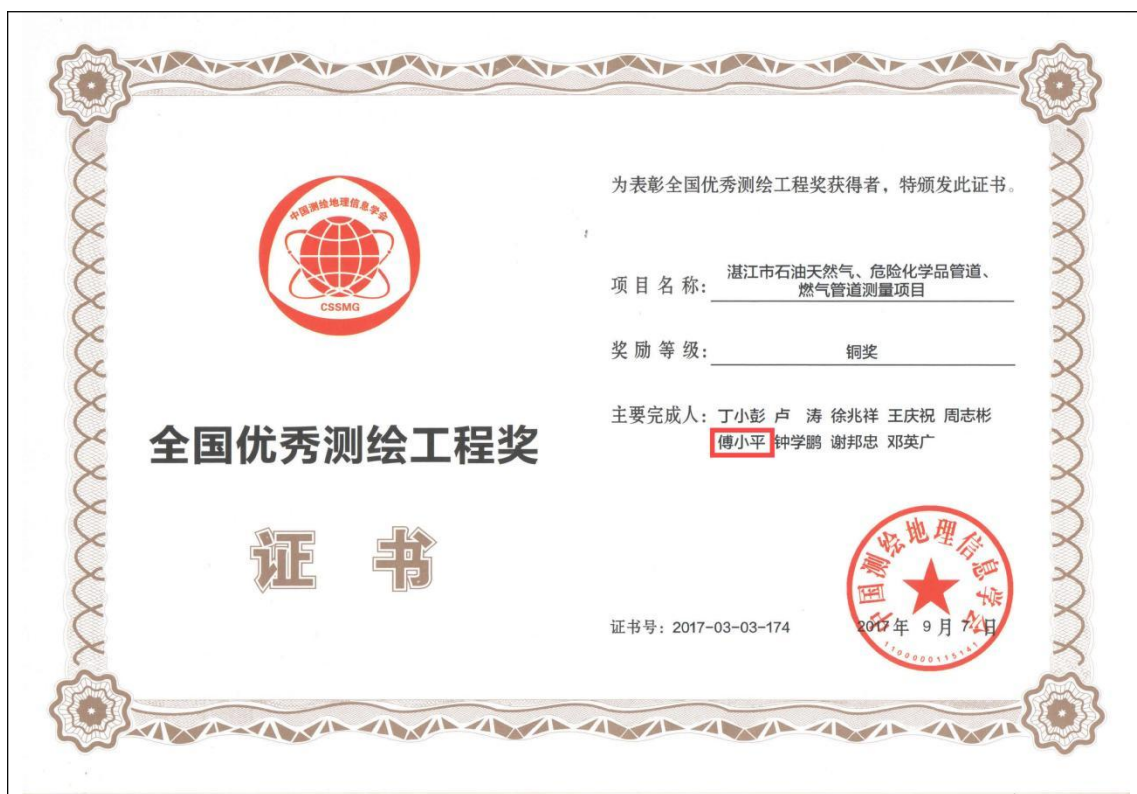 中国测绘地理信息学会
CSSMG
全国优秀测绘工程奖
证 书
为表彰全国优秀测绘工程奖获得者，特颁发此证书。
项目名称：湛江市石油天然气、危险化学品管道、
燃气管道测量项目
奖励等级：铜奖
主要完成人：丁小彭 卢 涛 徐兆祥 王庆祝 周志彬
傅小平 钟学鹏 谢邦忠 邓英广
中国测绘地理信息学会
证书号：2017-03-03-174
2017年 9月 7 日
1100000115141